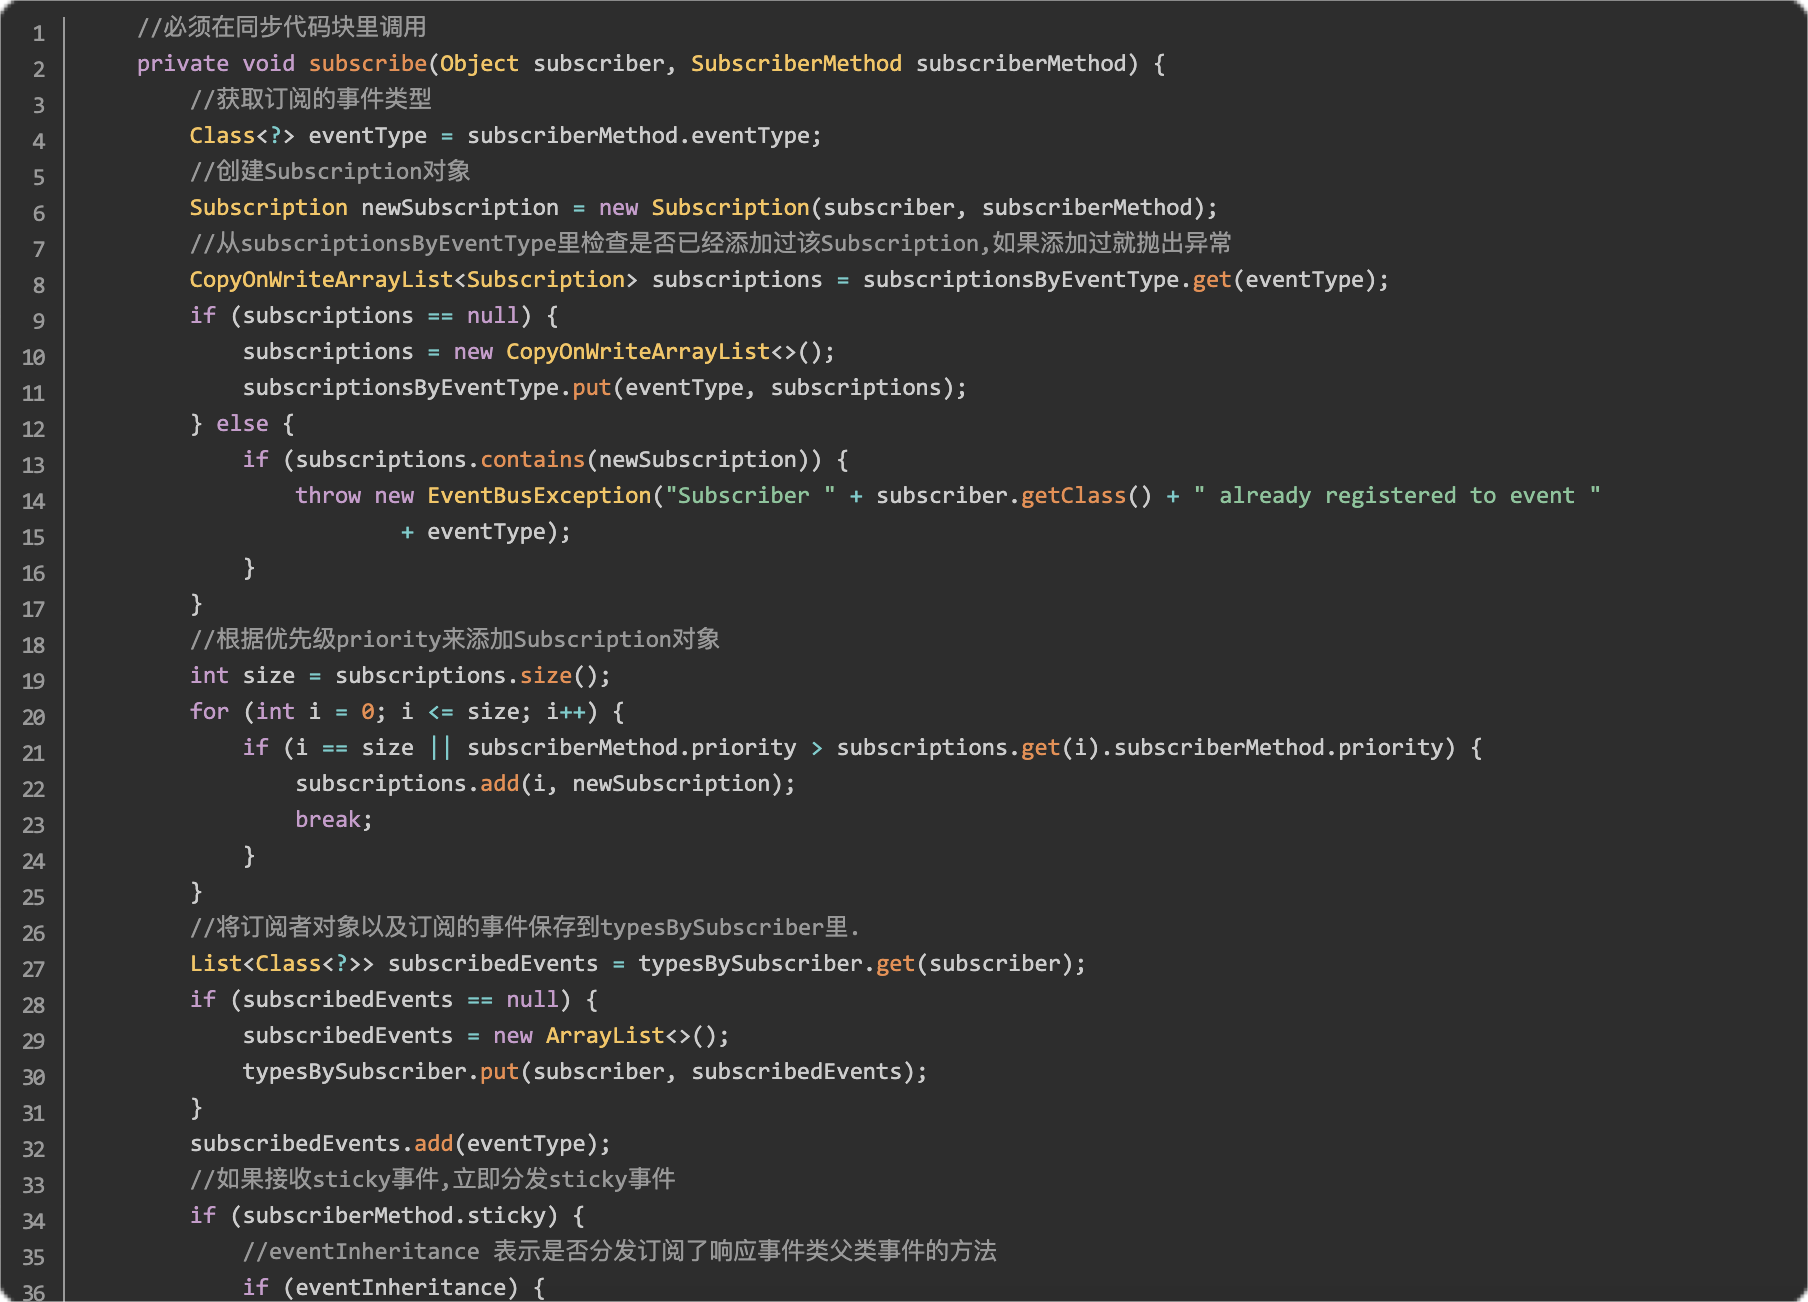 1 //必须在同步代码块里调用
2 private void subscribe(Object subscriber, SubscriberMethod subscriberMethod) {
3 //获取订阅的事件类型
4 Class<?> eventType = subscriberMethod.eventType;
5 //创建Subscription对象
6 Subscription newSubscription = new Subscription(subscriber, subscriberMethod);
7 //从subscriptionsByEventType里检查是否已经添加过该Subscription,如果添加过就抛出异常
8 CopyOnWriteArrayList<Subscription> subscriptions = subscriptionsByEventType.get(eventType);
9 if (subscriptions == null) {
10 subscriptions = new CopyOnWriteArrayList<>();
11 subscriptionsByEventType.put(eventType, subscriptions);
12 } else {
13 if (subscriptions.contains(newSubscription)) {
14 throw new EventBusException("Subscriber " + subscriber.getClass() + " already registered to event "
15 + eventType);
16 }
17 }
18 //根据优先级priority来添加Subscription对象
19 int size = subscriptions.size();
20 for (int i = 0; i <= size; i++) {
21 if (i == size || subscriberMethod.priority > subscriptions.get(i).subscriberMethod.priority) {
22 subscriptions.add(i, newSubscription);
23 break;
24 }
25 }
26 //将订阅者对象以及订阅的事件保存到typesBySubscriber里.
27 List<Class<?>> subscribedEvents = typesBySubscriber.get(subscriber);
28 if (subscribedEvents == null) {
29 subscribedEvents = new ArrayList<>();
30 typesBySubscriber.put(subscriber, subscribedEvents);
31 }
32 subscribedEvents.add(eventType);
33 //如果接收sticky事件,立即分发sticky事件
34 if (subscriberMethod.sticky) {
35 //eventInheritance 表示是否分发订阅了响应事件类父类事件的方法
36 if (eventInheritance) {